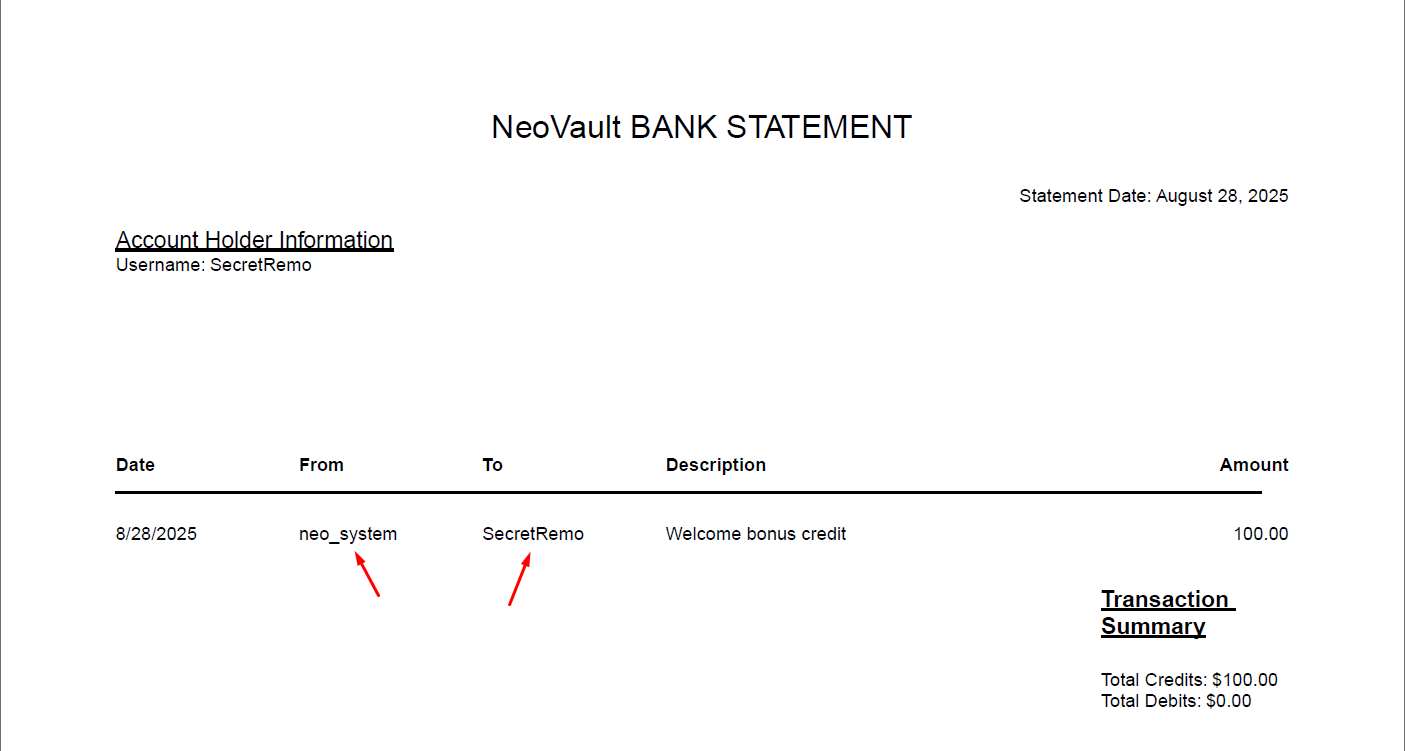 NeoVault BANK STATEMENT
Statement Date: August 28, 2025
Account Holder Information
Username: SecretRemo
Date From To Description Amount
8/28/2025 neo_system SecretRemo Welcome bonus credit 100.00
Transaction
Summary
Total Credits: $100.00
Total Debits: $0.00